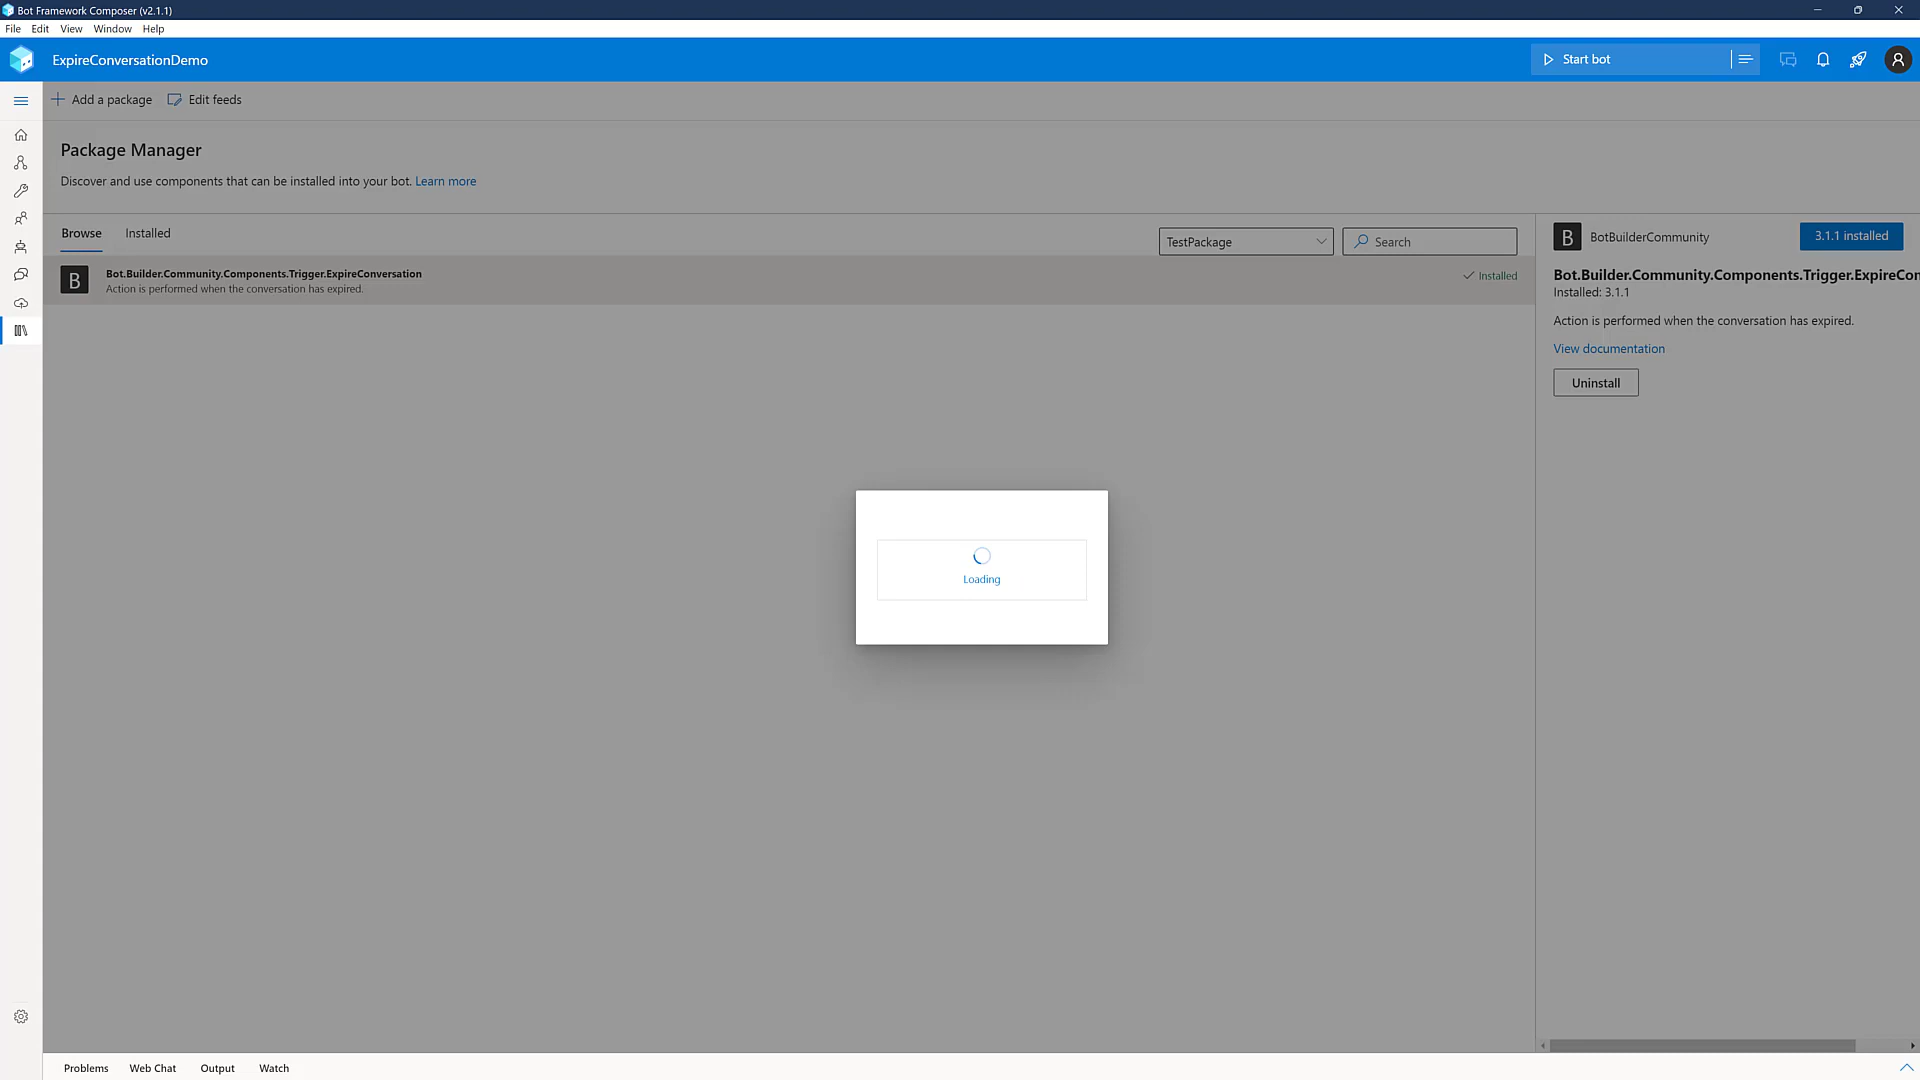 Bot Framework Composer (v2.1.1)
File Edit View Window Help
ExpireConversationDemo
Start bot
Add a package Edit feeds
Package Manager
Discover and use components that can be installed into your bot. Learn more
Browse Installed
TestPackage
Search
B
Bot.Builder.Community.Components.Trigger.ExpireConversation
Action is performed when the conversation has expired.
Installed
B BotBuilderCommunity
3.1.1 installed
Bot.Builder.Community.Components.Trigger.ExpireCon
Installed: 3.1.1
Action is performed when the conversation has expired.
View documentation
Uninstall
Loading
Problems Web Chat Output Watch